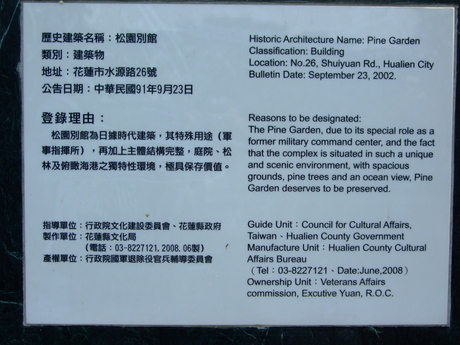 歷史建築名稱：松園別館
類別：建築物
地址：花蓮市水源路26號
公告日期：中華民國91年9月23日
登錄理由：
松園別館為日據時代建築，其特殊用途（軍
事指揮所），再加上主體結構完整，庭院、松
林及俯瞰海港之獨特性環境，極具保存價值。
指導單位：行政院文化建設委員會、花蓮縣政府
製作單位：花蓮縣文化局
（電話：03-8227121, 2008. 06製）
產權單位：行政院國軍退除役官兵輔導委員會
Historic Architecture Name: Pine Garden
Classification: Building
Location: No.26, Shuiyuan Rd., Hualien City
Bulletin Date: September 23, 2002.
Reasons to be designated:
The Pine Garden, due to its special role as a
former military command center, and the fact
that the complex is situated in such a unique
and scenic environment, with spacious
grounds, pine trees and an ocean view, Pine
Garden deserves to be preserved.
Guide Unit：Council for Cultural Affairs,
Taiwan、Hualien County Government
Manufacture Unit：Hualien County Cultural
Affairs Bureau
（Tel：03-8227121、Date:June,2008）
Ownership Unit：Veterans Affairs
commission, Excutive Yuan, R.O.C.